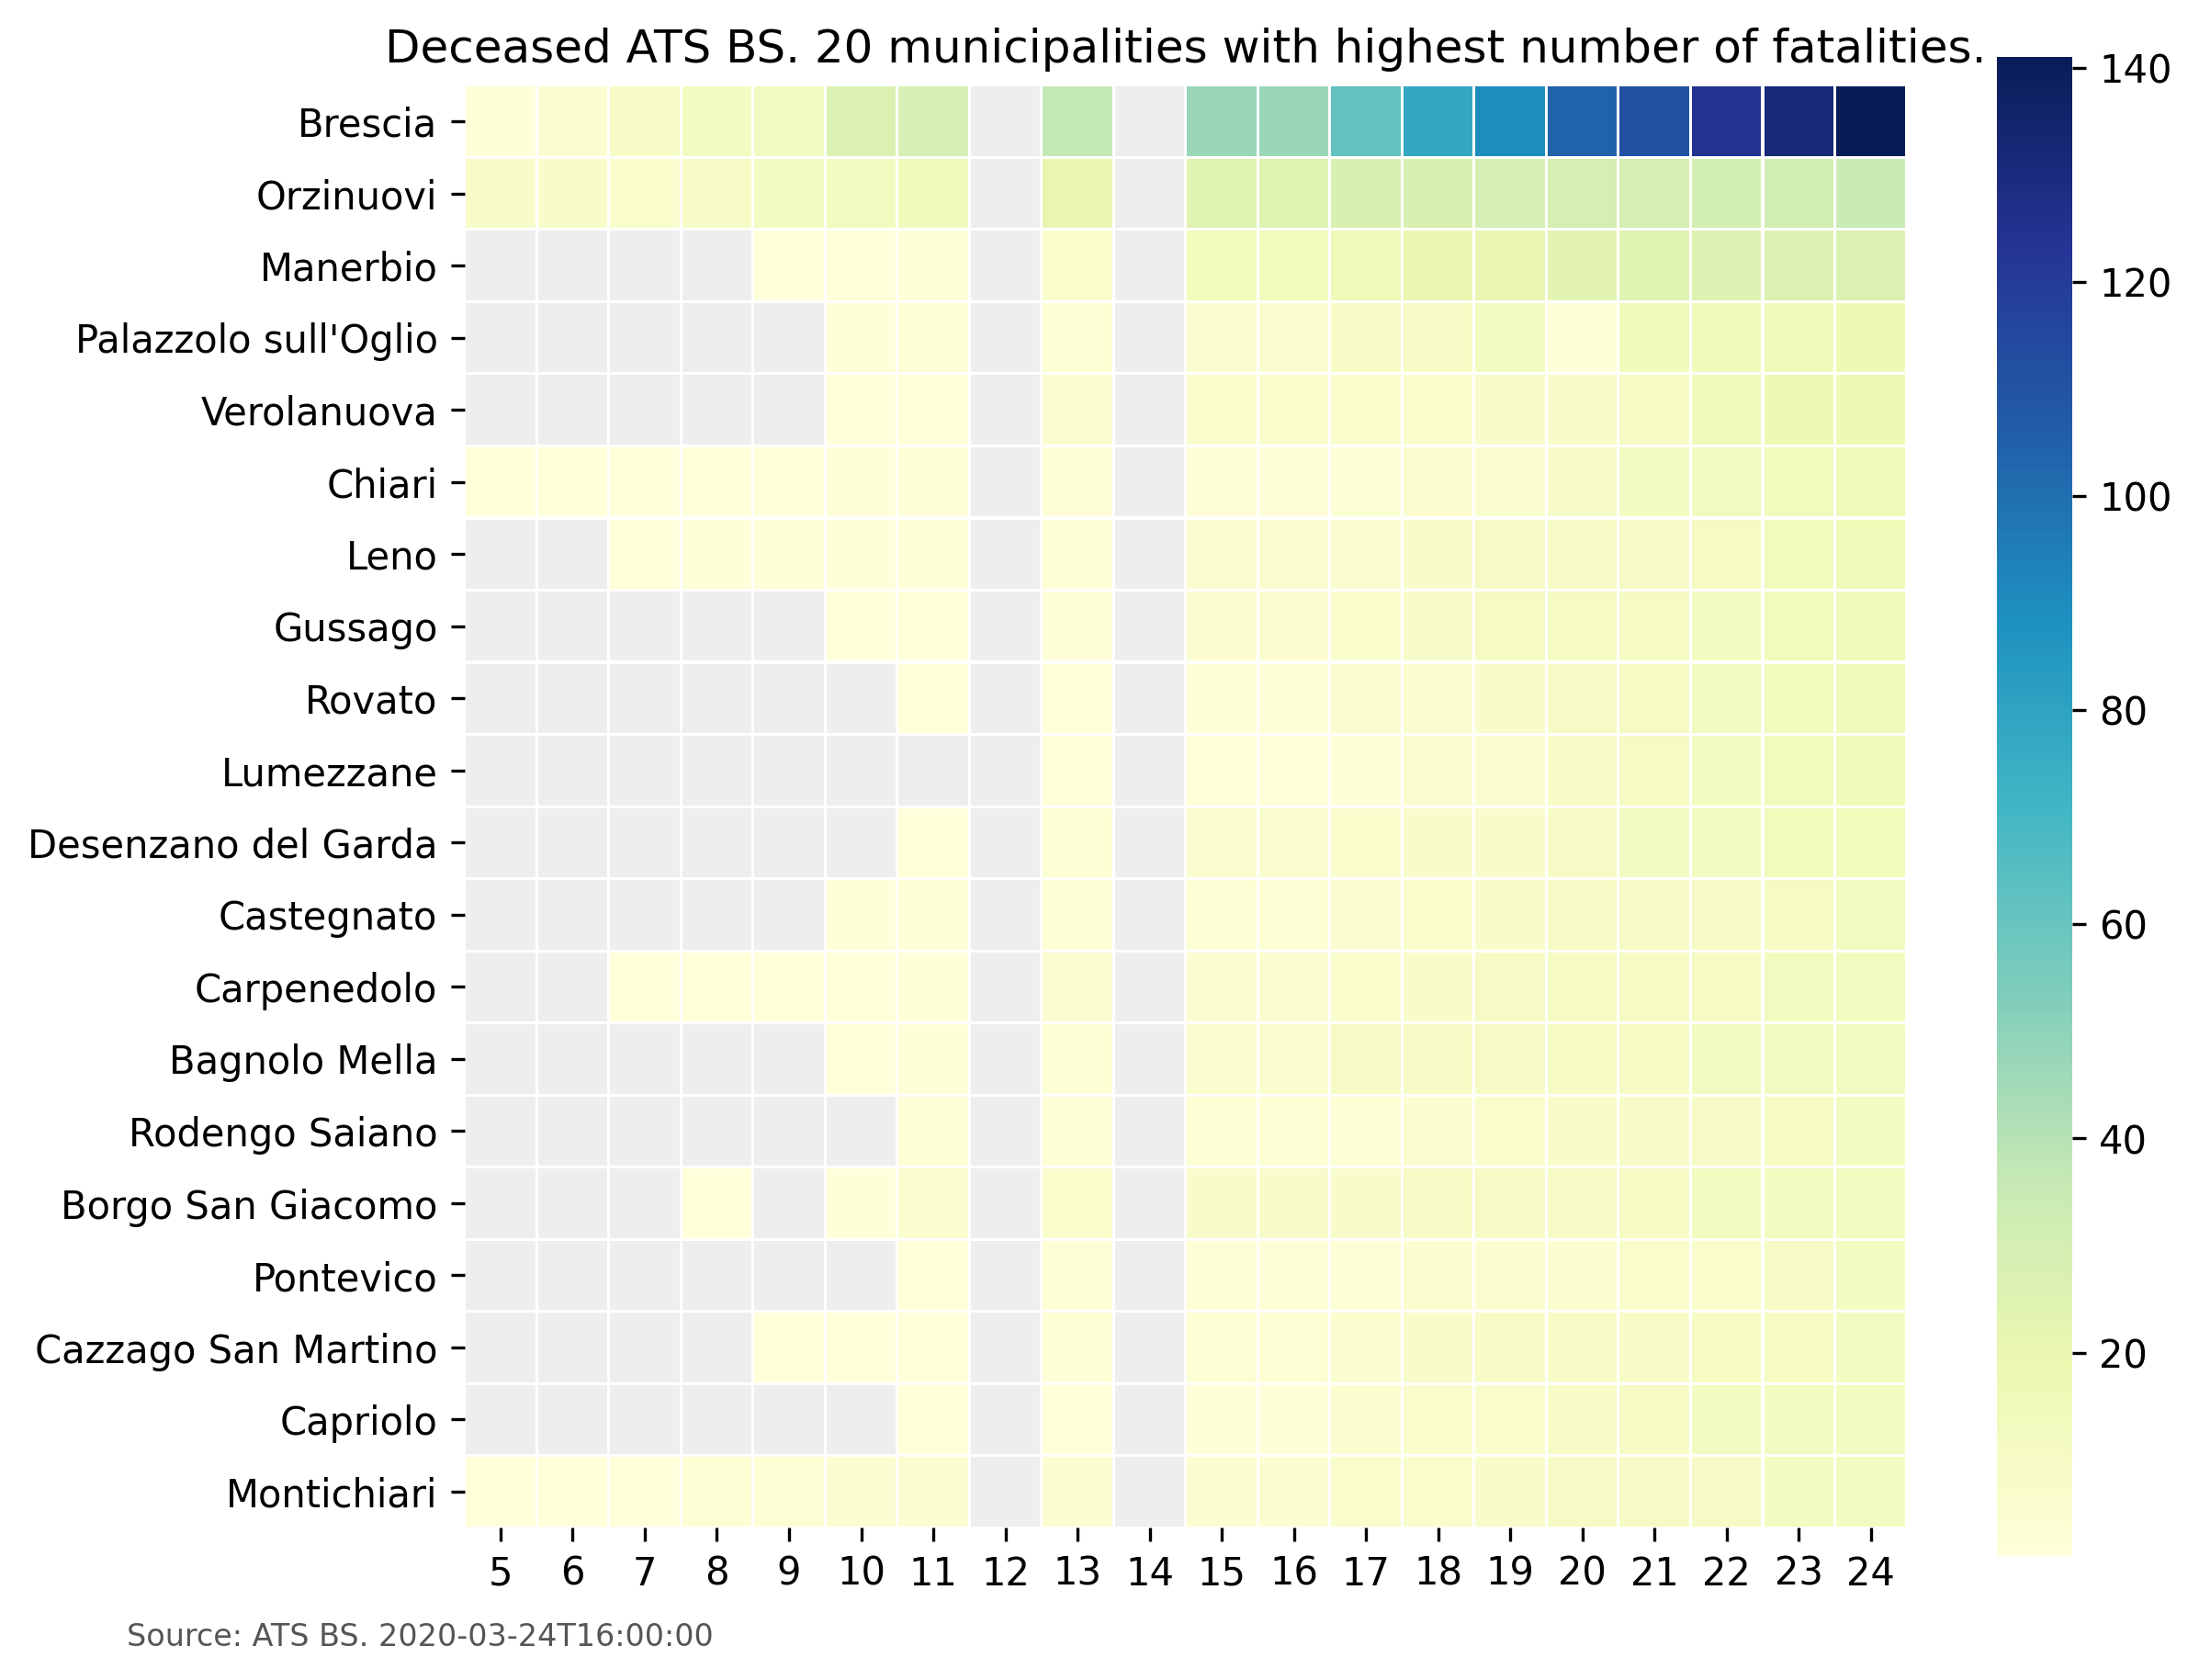 Deceased ATS BS. 20 municipalities with highest number of fatalities.
Brescia
Orzinuovi
Manerbio
Palazzolo sull'Oglio
Verolanuova
Chiari
Leno
Gussago
Rovato
Lumezzane
Desenzano del Garda
Castegnato
Carpenedolo
Bagnolo Mella
Rodengo Saiano
Borgo San Giacomo
Pontevico
Cazzago San Martino
Capriolo
Montichiari
5 6 7 8 9 10 11 12 13 14 15 16 17 18 19 20 21 22 23 24
140
120
100
80
60
40
20
Source: ATS BS. 2020-03-24T16:00:00